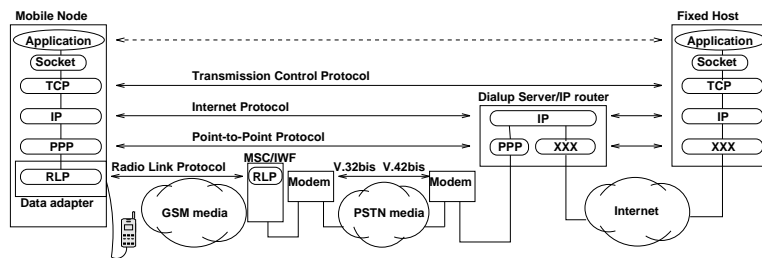 Mobile Node
Fixed Host
Application
Application
Socket
Socket
Transmission Control Protocol
TCP
TCP
Internet Protocol
Dialup Server/IP router
IP
IP
IP
Point-to-Point Protocol
PPP
PPP
XXX
XXX
Radio Link Protocol
MSC/IWF
V.32bis V.42bis
RLP
RLP
Modem
Modem
Data adapter
GSM media
PSTN media
Internet